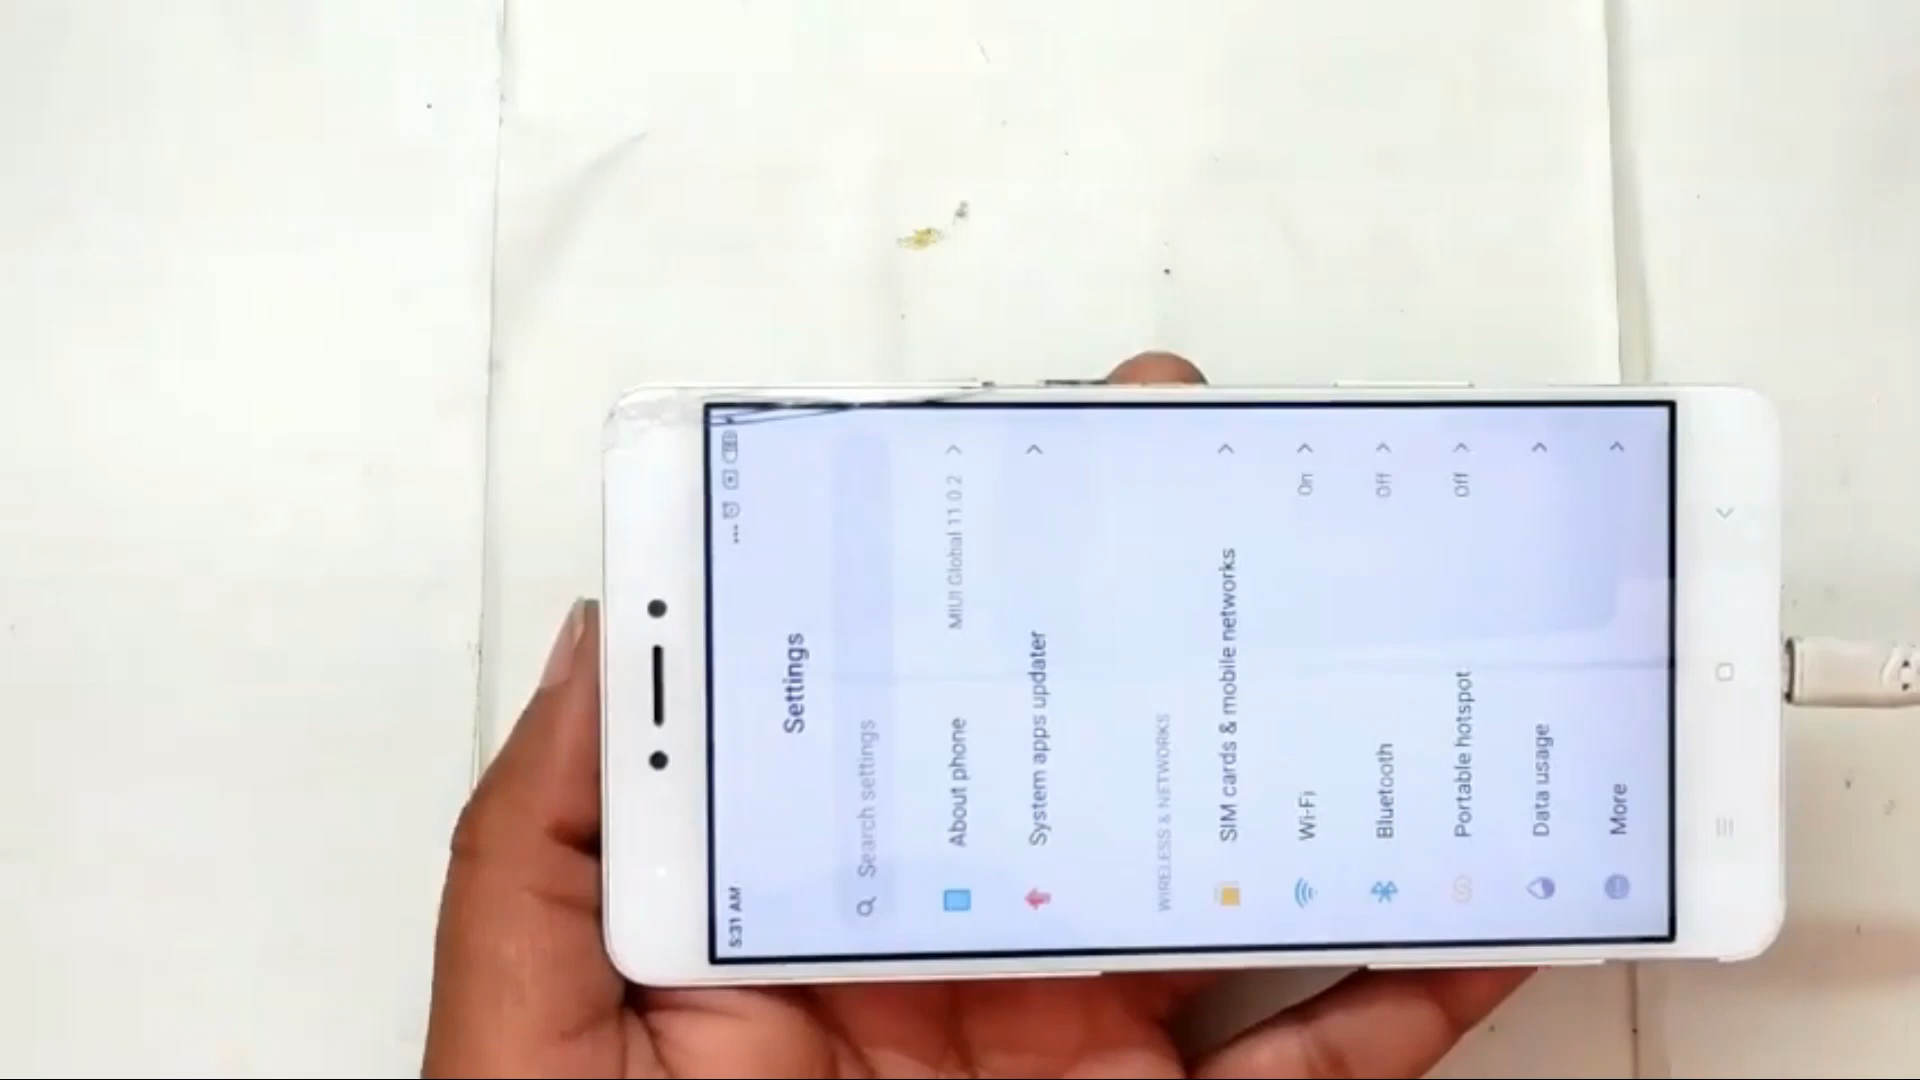 5:31 AM
Settings
Search settings
About phone MIUI Global 11.0.2
System apps updater
WIRELESS & NETWORKS
SIM cards & mobile networks
Wi-Fi On
Bluetooth Off
Portable hotspot Off
Data usage
More